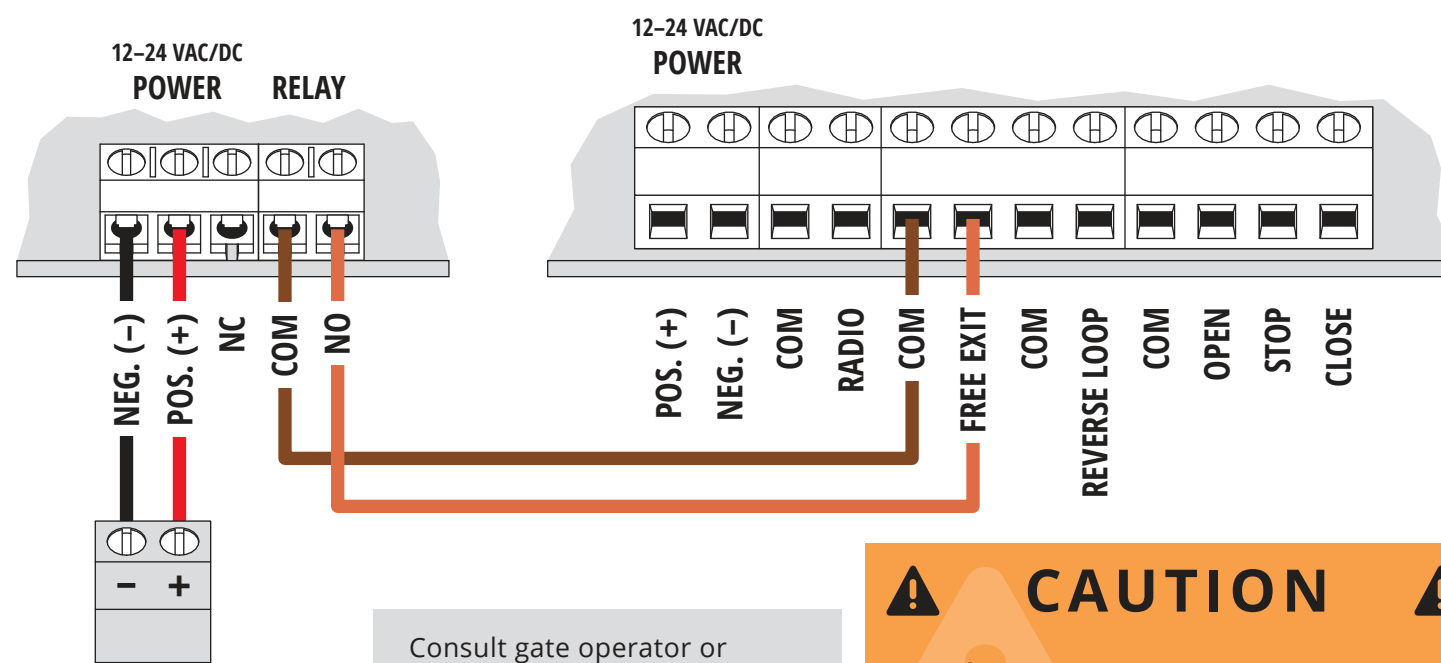 12–24 VAC/DC
POWER
RELAY
12–24 VAC/DC
POWER
NEG. (–)
POS. (+)
NC
COM
NO
POS. (+)
NEG. (–)
COM
RADIO
COM
FREE EXIT
COM
REVERSE LOOP
COM
OPEN
STOP
CLOSE
– +
Consult gate operator or
CAUTION